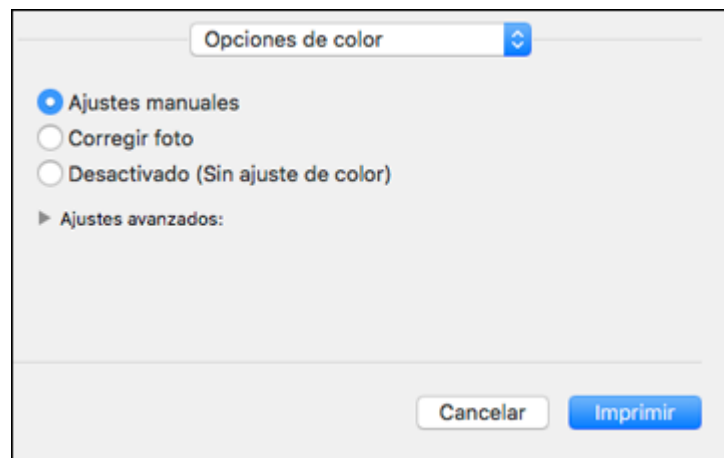 Opciones de color
Ajustes manuales
Corregir foto
Desactivado (Sin ajuste de color)
Ajustes avanzados:
Cancelar Imprimir